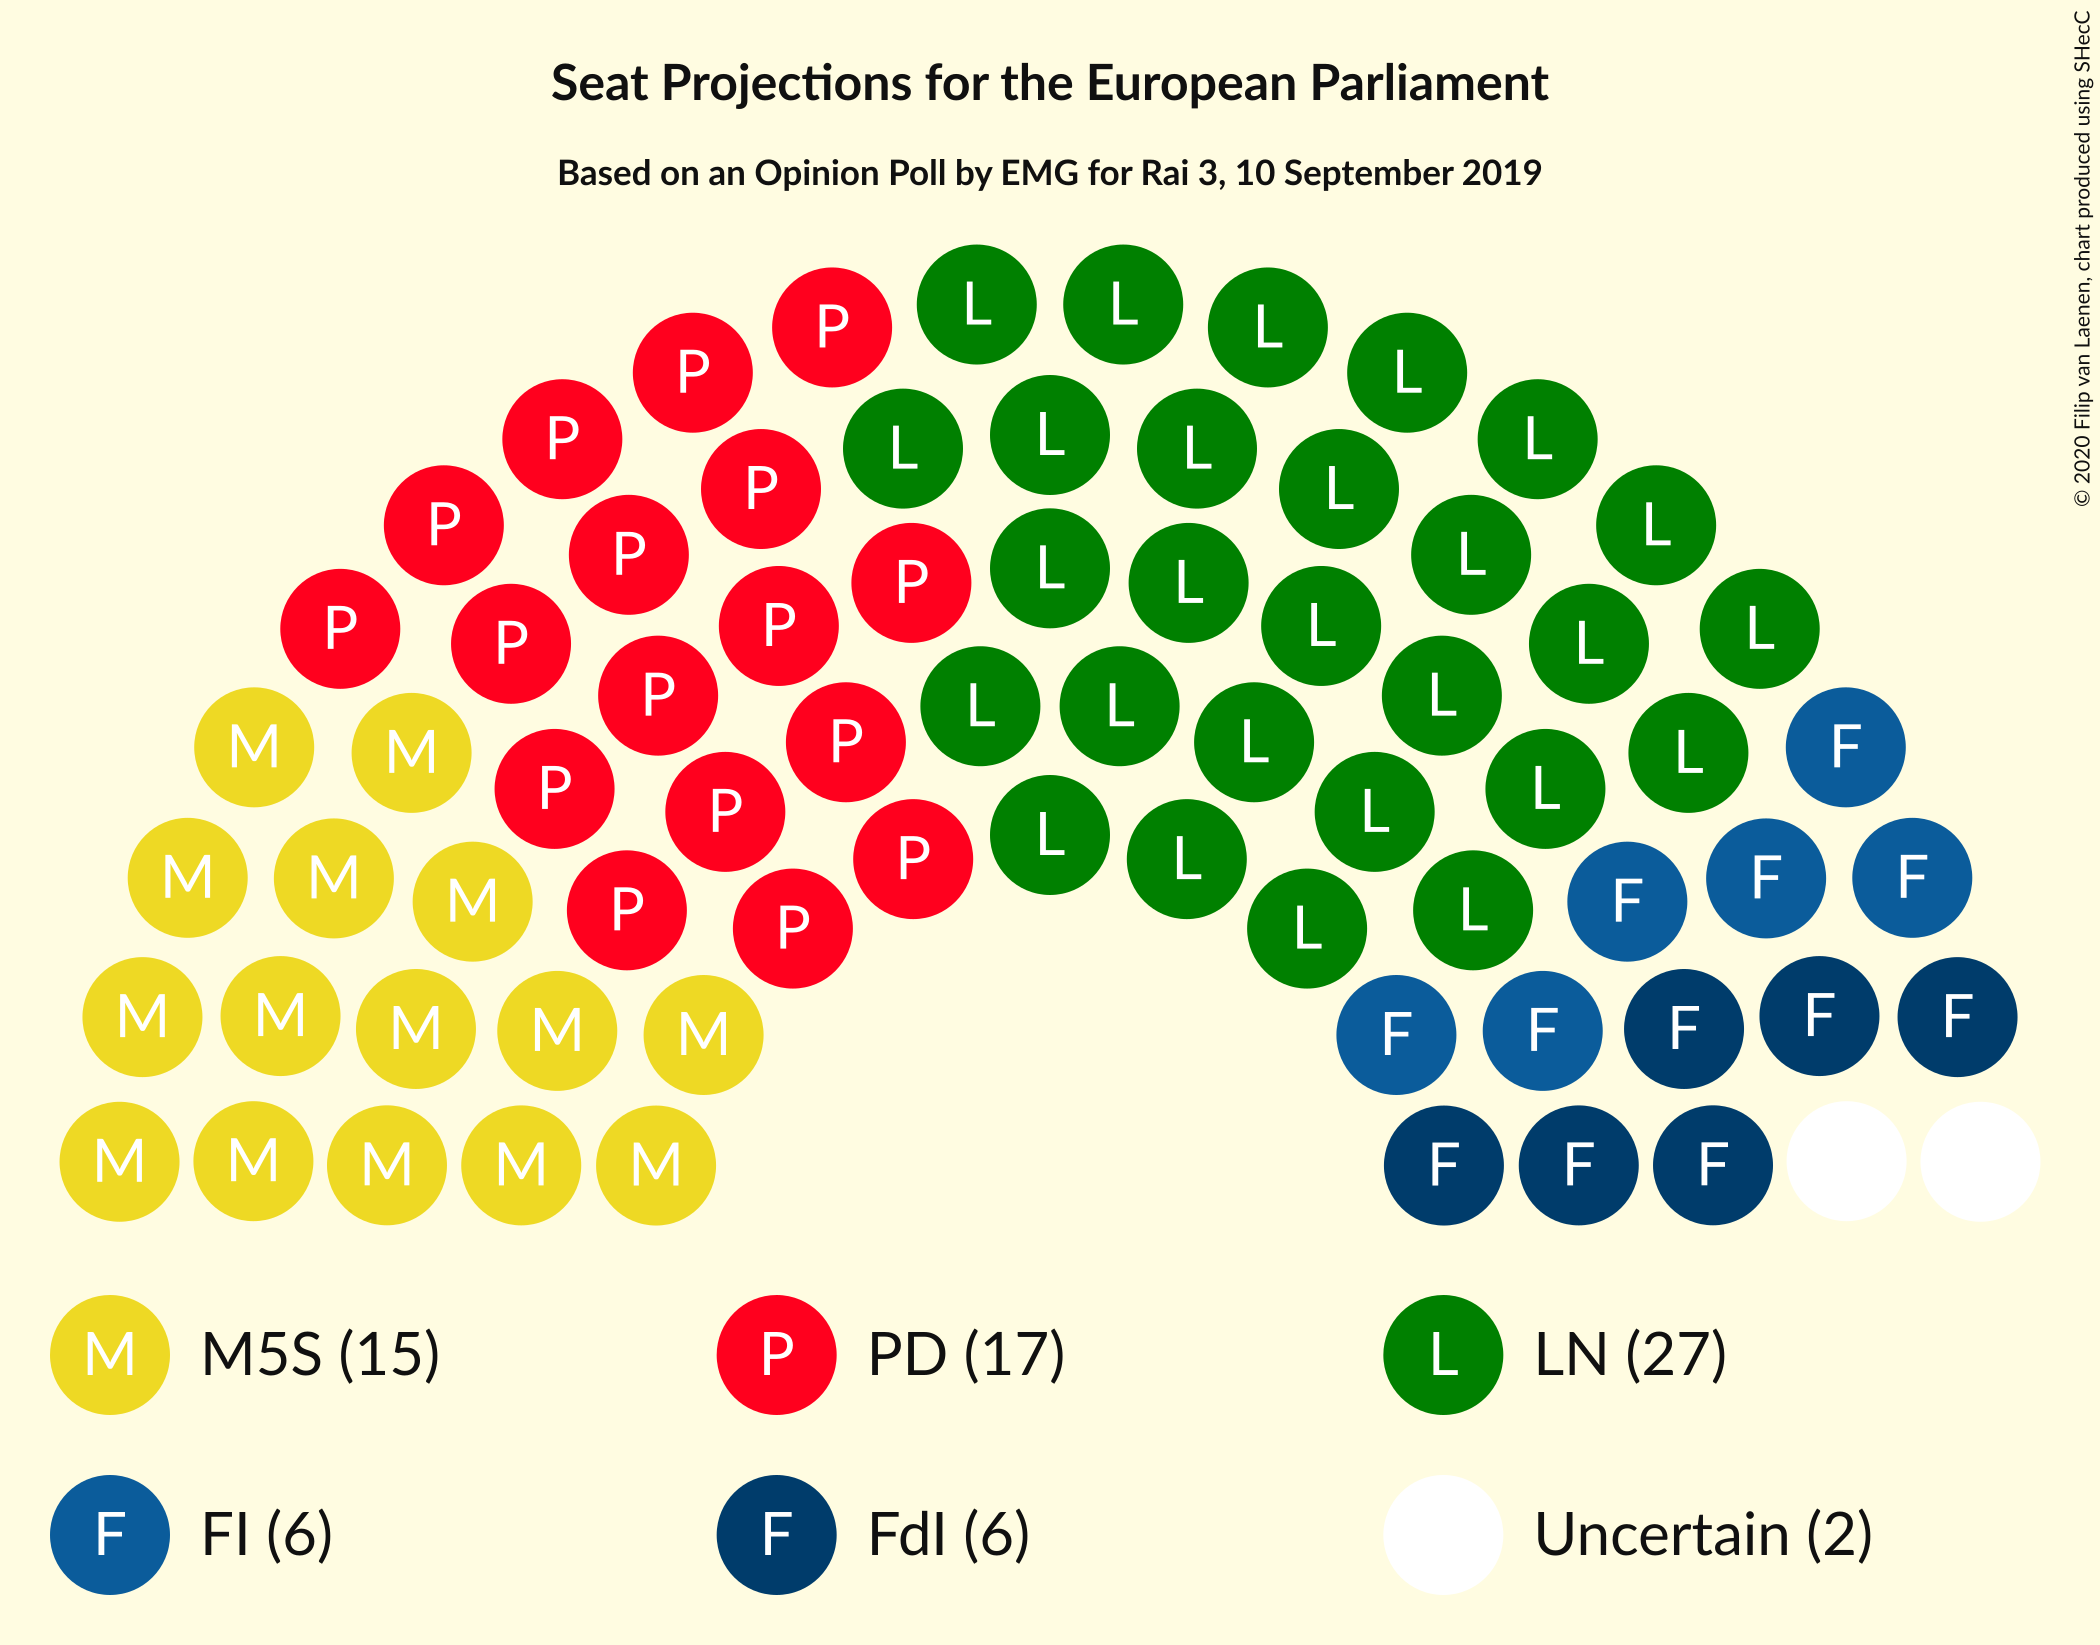 Seat Projections for the European Parliament
Based on an Opinion Poll by EMG for Rai 3, 10 September 2019
© 2020 Filip van Laenen, chart produced using SHecC
L L
P L
P L
L
P L L L
P L
P L
P L
P L
L
P L
P L
P L
P L
P L
L L
P L
P L
M M F
P L
P L
P L
M M F F
M F
P L
P L
M M M M M F F F F F
M M M M M F F F
M M5S (15) P PD (17) L LN (27)
F FI (6) F FdI (6) Uncertain (2)